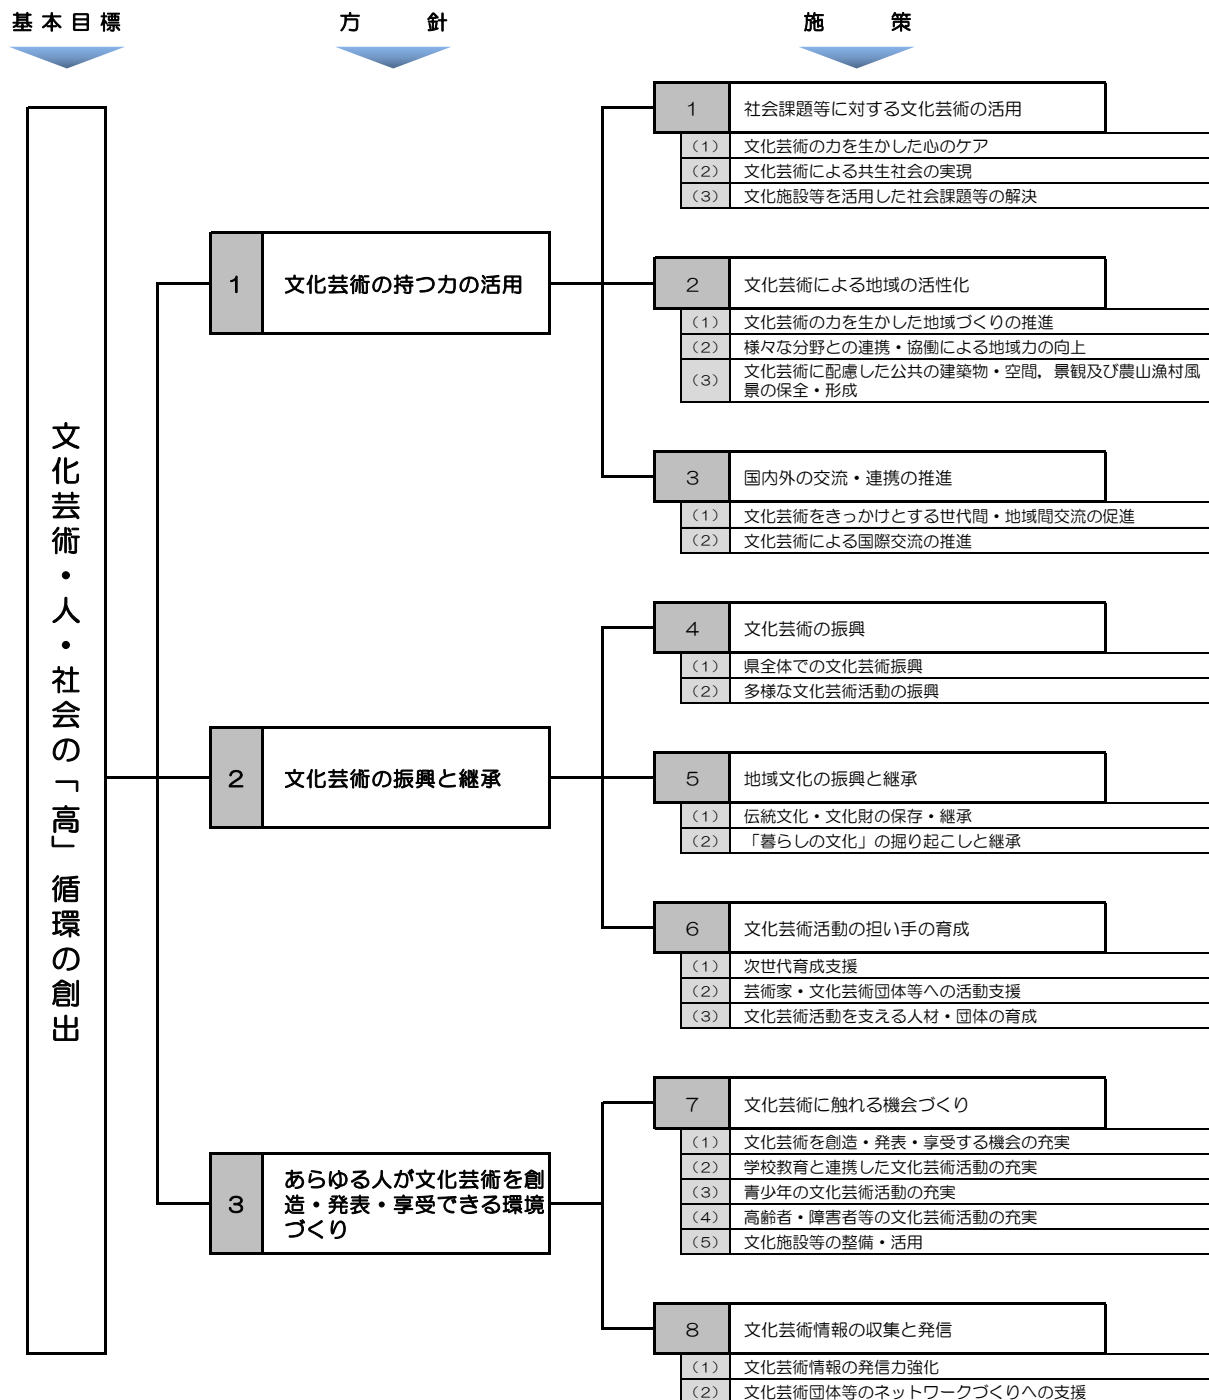 基本目標
方針
施策
文化芸術・人・社会の「高」循環の創出
1 文化芸術の持つ力の活用
1 社会課題等に対する文化芸術の活用
(1) 文化芸術の力を生かした心のケア
(2) 文化芸術による共生社会の実現
(3) 文化施設等を活用した社会課題等の解決
2 文化芸術による地域の活性化
(1) 文化芸術の力を生かした地域づくりの推進
(2) 様々な分野との連携・協働による地域力の向上
(3) 文化芸術に配慮した公共の建築物・空間，景観及び農山漁村風
景の保全・形成
3 国内外の交流・連携の推進
(1) 文化芸術をきっかけとする世代間・地域間交流の促進
(2) 文化芸術による国際交流の推進
2 文化芸術の振興と継承
4 文化芸術の振興
(1) 県全体での文化芸術振興
(2) 多様な文化芸術活動の振興
5 地域文化の振興と継承
(1) 伝統文化・文化財の保存・継承
(2) 「暮らしの文化」の掘り起こしと継承
6 文化芸術活動の担い手の育成
(1) 次世代育成支援
(2) 芸術家・文化芸術団体等への活動支援
(3) 文化芸術活動を支える人材・団体の育成
3 あらゆる人が文化芸術を創
造・発表・享受できる環境
づくり
7 文化芸術に触れる機会づくり
(1) 文化芸術を創造・発表・享受する機会の充実
(2) 学校教育と連携した文化芸術活動の充実
(3) 青少年の文化芸術活動の充実
(4) 高齢者・障害者等の文化芸術活動の充実
(5) 文化施設等の整備・活用
8 文化芸術情報の収集と発信
(1) 文化芸術情報の発信力強化
(2) 文化芸術団体等のネットワークづくりへの支援